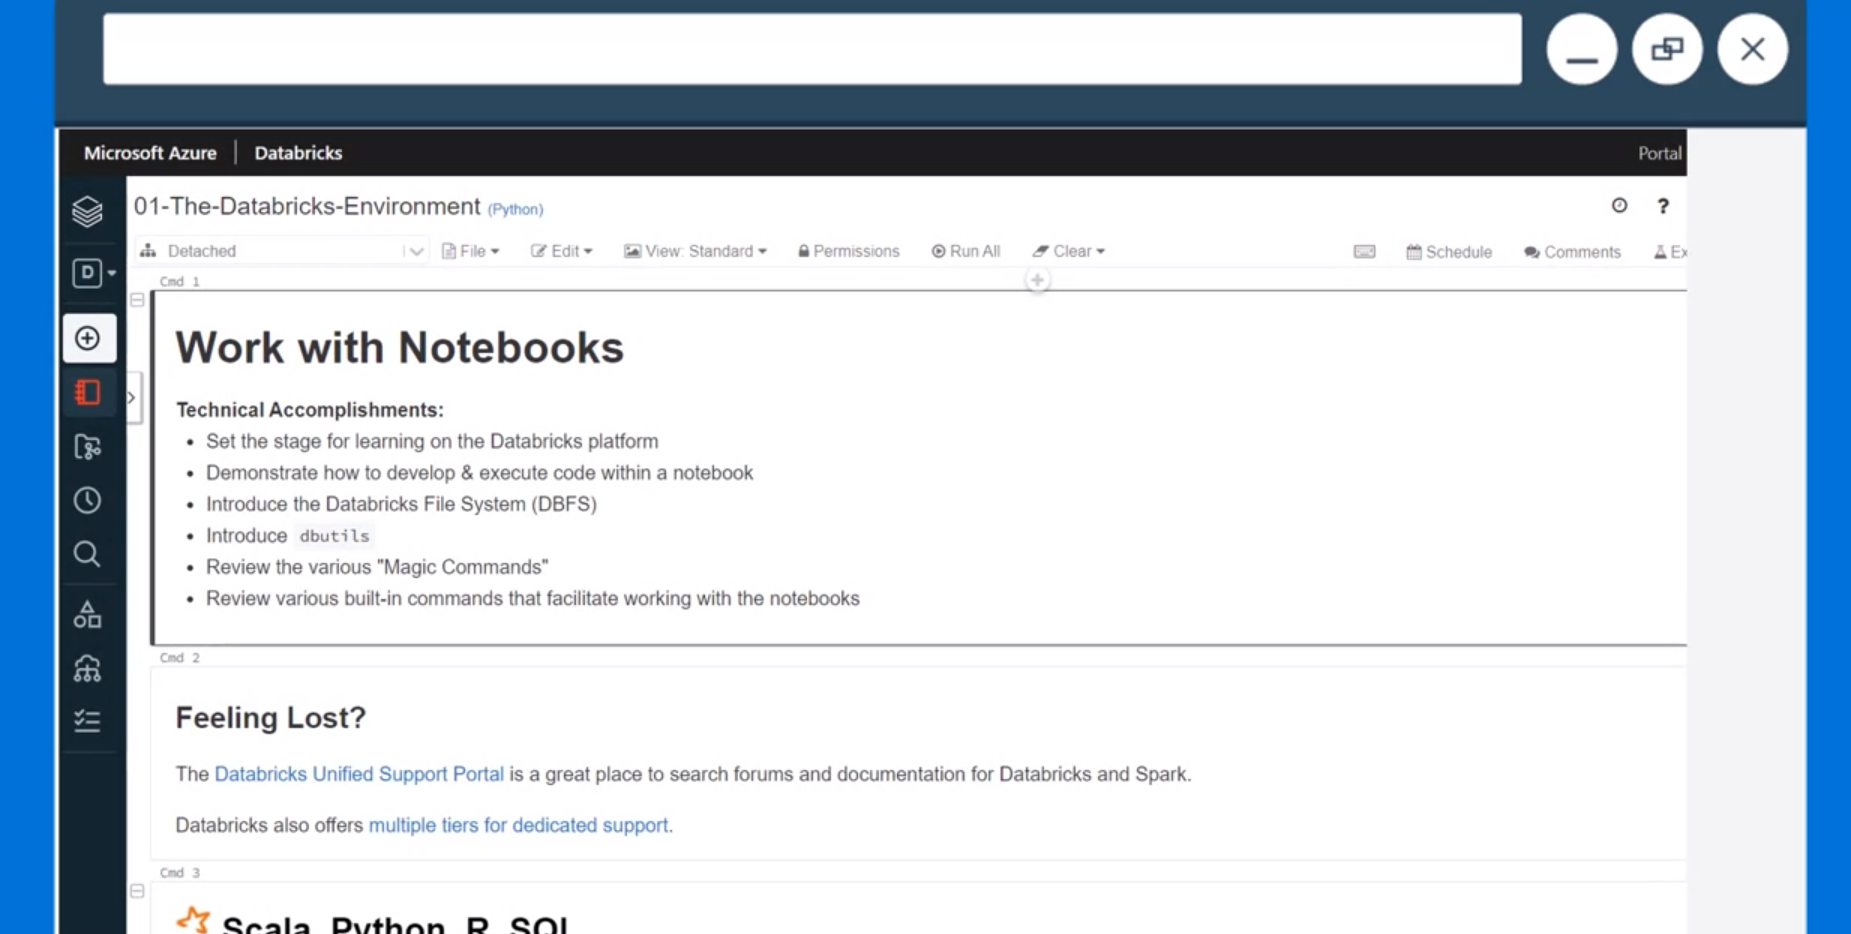 Microsoft Azure | Databricks Portal
01-The-Databricks-Environment (Python) ?
Detached File Edit View: Standard Permissions Run All Clear Schedule Comments Ex
D
Cmd 1
Work with Notebooks
Technical Accomplishments:
• Set the stage for learning on the Databricks platform
• Demonstrate how to develop & execute code within a notebook
• Introduce the Databricks File System (DBFS)
• Introduce dbutils
• Review the various "Magic Commands"
• Review various built-in commands that facilitate working with the notebooks
Cmd 2
Feeling Lost?
The Databricks Unified Support Portal is a great place to search forums and documentation for Databricks and Spark.
Databricks also offers multiple tiers for dedicated support.
Cmd 3
Scala, Python, R, SQL